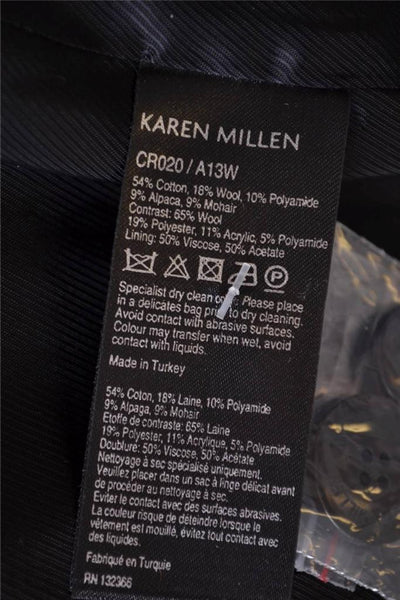 KAREN MILLEN
CR020 / A13W
54% Cotton, 18% Wool, 10% Polyamide
9% Alpaca, 9% Mohair
Contrast: 65% Wool
19% Polyester, 11% Acrylic, 5% Polyamide
Lining: 50% Viscose, 50% Acetate
P
Specialist dry clean Please place
in a delicates bag prior to dry cleaning.
Avoid contact with abrasive surfaces.
Colour may transfer when wet, avoid
contact with liquids.
Made in Turkey
54% Coton, 18% Laine, 10% Polyamide
9% Alpaga, 9% Mohair
Etoffe de contraste: 65% Laine
19% Polyester, 11% Acrylique, 5% Polyamide
Doublure: 50% Viscose, 50% Acétate
Nettoyage à sec spécialisé uniquement.
Veuillez placer dans un sac à linge délicat avant
de procéder au nettoyage à sec.
Eviter le contact avec des surfaces abrasives.
La couleur risque de deteindre lorsque le
vêtement est mouillé, évitez tout contact avec
des liquides.
Fabriqué en Turquie
RN 132366